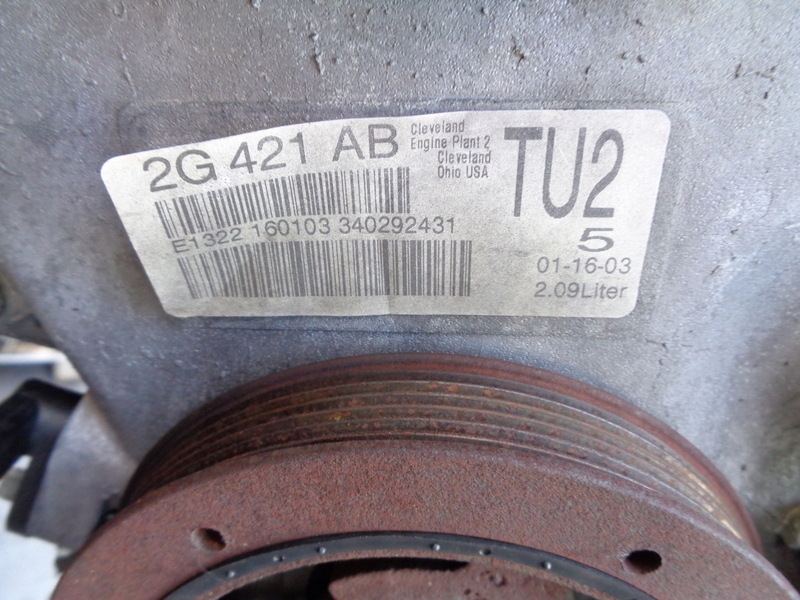 2G 421 AB
Cleveland
Engine Plant 2
Cleveland
Ohio USA
TU2
E1322 160103 340292431
5
01-16-03
2.09Liter